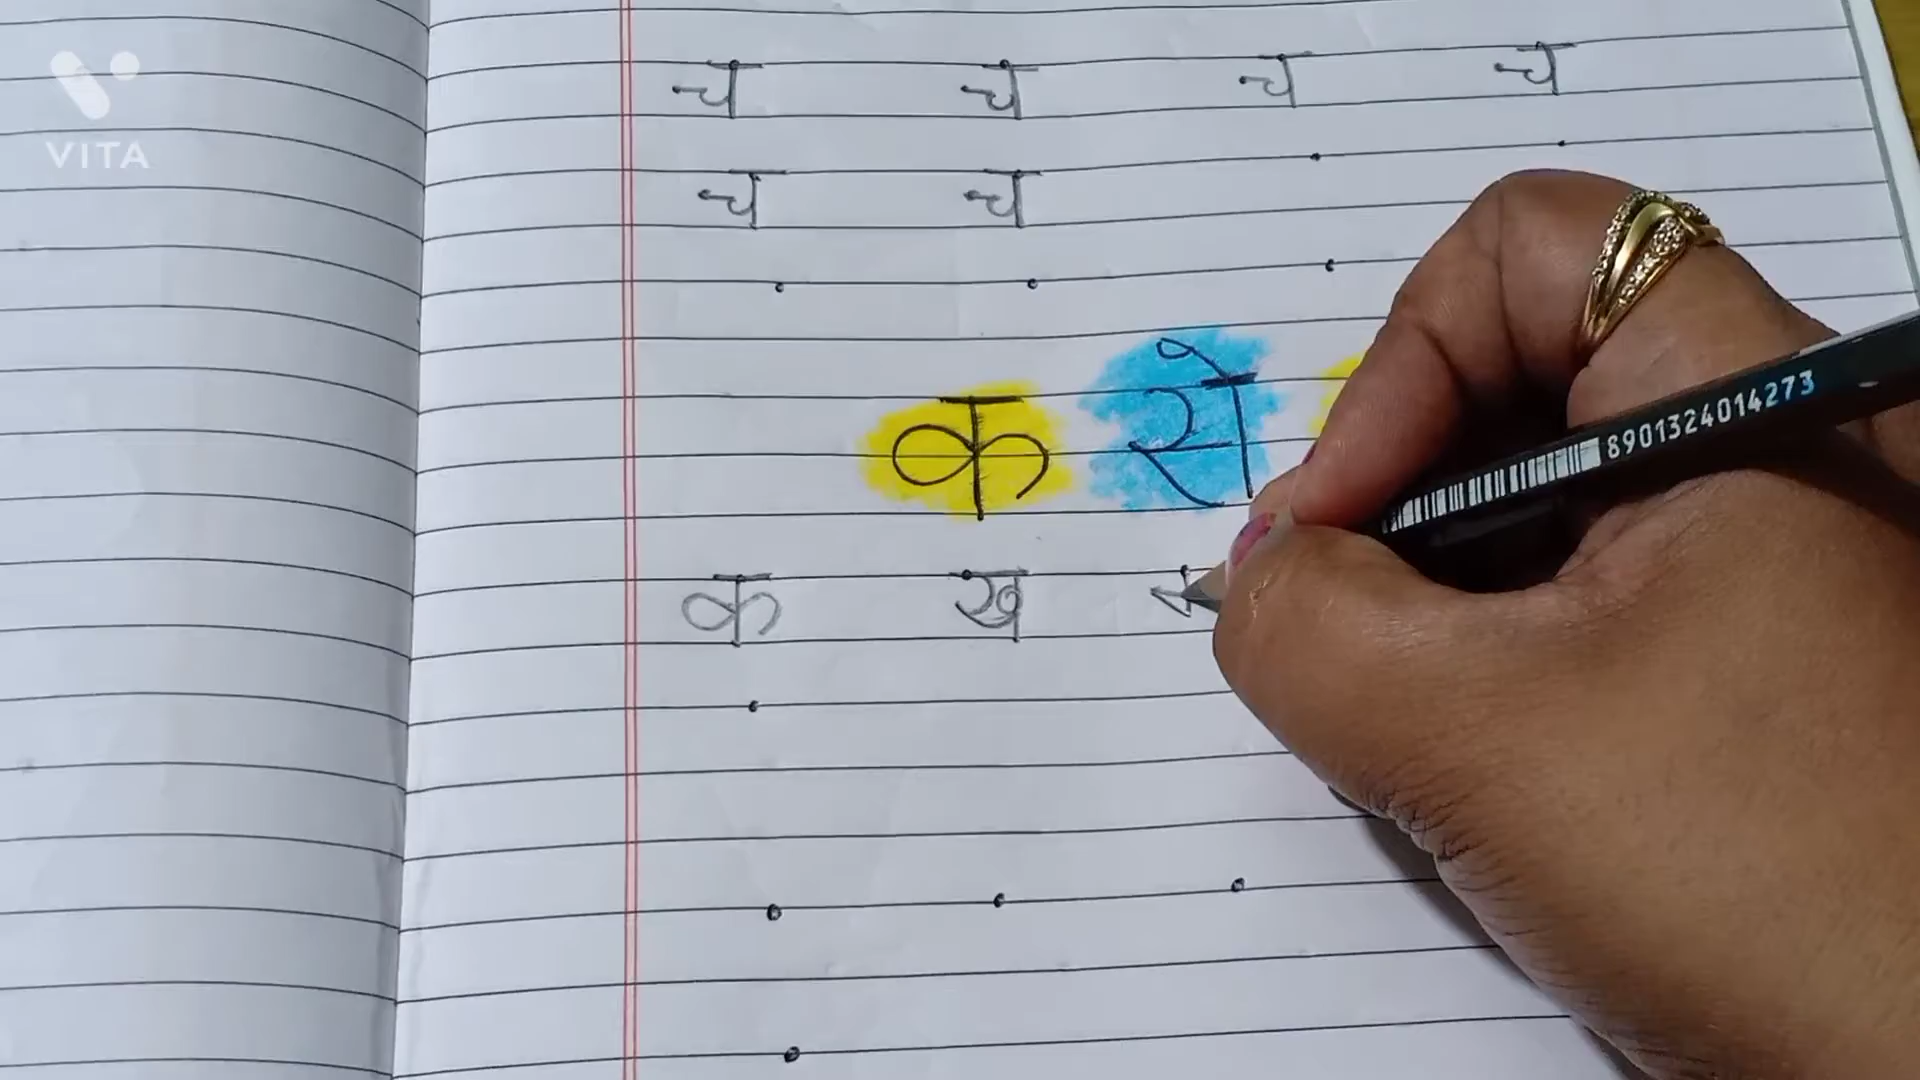 VITA
च च च च
च च
क से
8901324014273
क ख